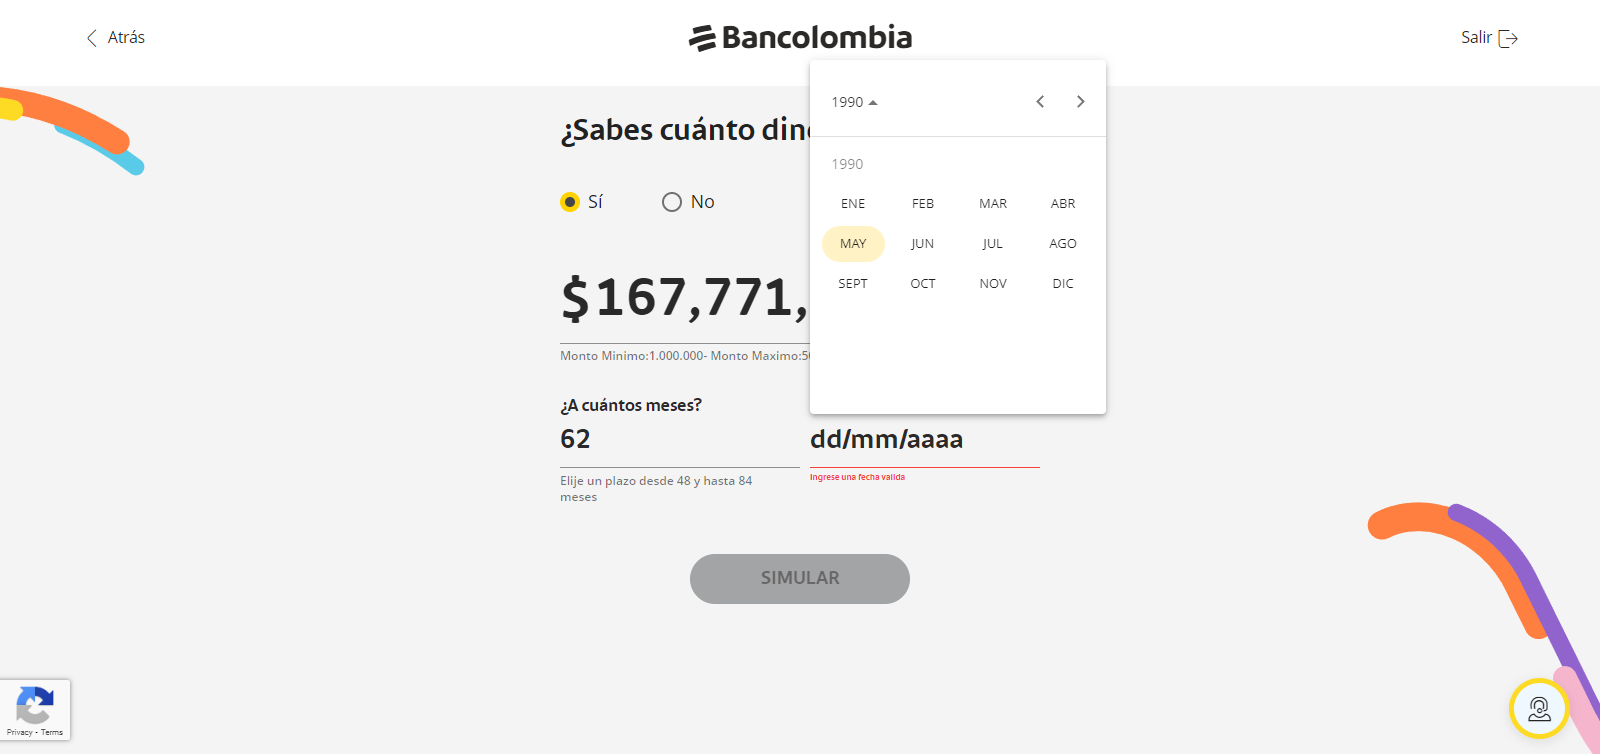 Atrás
Bancolombia
Salir
¿Sabes cuánto din
Sí
No
$167,771,
Monto Minimo:1.000.000- Monto Maximo:5
1990
1990
ENE FEB MAR ABR
MAY JUN JUL AGO
SEPT OCT NOV DIC
¿A cuántos meses?
62
Elije un plazo desde 48 y hasta 84
meses
dd/mm/aaaa
Ingrese una fecha valida
SIMULAR
Privacy - Terms